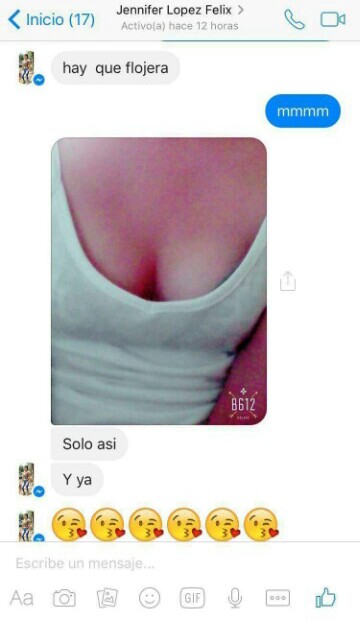 Inicio (17)
Jennifer Lopez Felix
Activo(a) hace 12 horas
hay que flojera
mmmm
B612
Solo asi
Y ya
Escribe un mensaje...
Aa
GIF